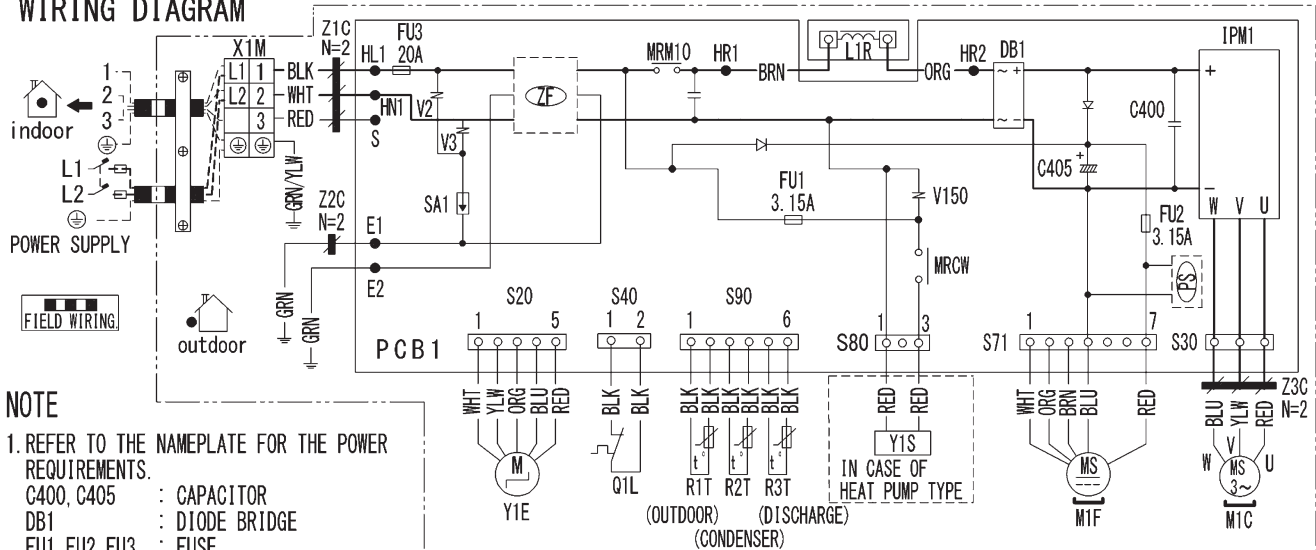 WIRING DIAGRAM
X1M
Z1C
N=2
HL1
FU3
20A
MRM10
HR1
BRN
L1R
ORG
HR2
DB1
IPM1
L1 1 BLK
L2 2 WHT
3 RED
HN1
S
V2
V3
ZF
~ +
~ −
C400
C405
+
+
−
W V U
1
2
3
indoor
L1
L2
POWER SUPPLY
GRN/YLW
Z2C
N=2
E1
E2
SA1
FU1
3.15A
V150
MRCW
FU2
3.15A
PS
FIELD WIRING.
outdoor
GRN
GRN
PCB1
S20
1 5
S40
1 2
S90
1 6
S80
1 3
S71
1 7
S30
WHT YLW ORG BLU RED
BLK BLK
BLK BLK BLK BLK BLK BLK
RED RED
WHT ORG BRN BLU RED
BLU YLW RED
Z3C
N=2
M
Y1E
Q1L
t° t° t°
R1T R2T R3T
(OUTDOOR) (DISCHARGE)
(CONDENSER)
Y1S
IN CASE OF
HEAT PUMP TYPE
MS
M1F
W V U
MS
3~
M1C
NOTE
1. REFER TO THE NAMEPLATE FOR THE POWER
REQUIREMENTS.
C400, C405 : CAPACITOR
DB1 : DIODE BRIDGE
FU1, FU2, FU3 : FUSE